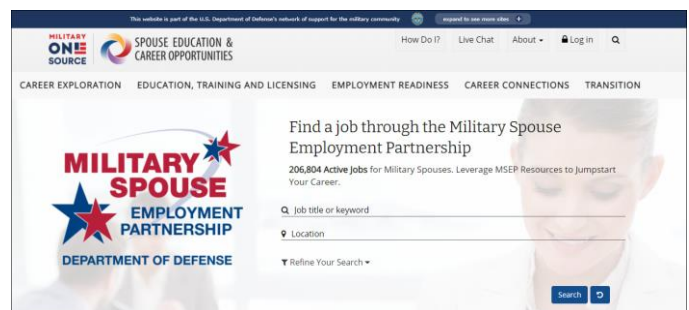 This website is part of the U.S. Department of Defense's network of support for the military community
expand to see more sites +
MILITARY
ONE
SOURCE
SPOUSE EDUCATION &
CAREER OPPORTUNITIES
How Do I?
Live Chat
About
Log in
CAREER EXPLORATION
EDUCATION, TRAINING AND LICENSING
EMPLOYMENT READINESS
CAREER CONNECTIONS
TRANSITION
MILITARY
SPOUSE
EMPLOYMENT
PARTNERSHIP
DEPARTMENT OF DEFENSE
Find a job through the Military Spouse
Employment Partnership
206,804 Active Jobs for Military Spouses. Leverage MSEP Resources to Jumpstart
Your Career.
Job title or keyword
Location
Refine Your Search
Search